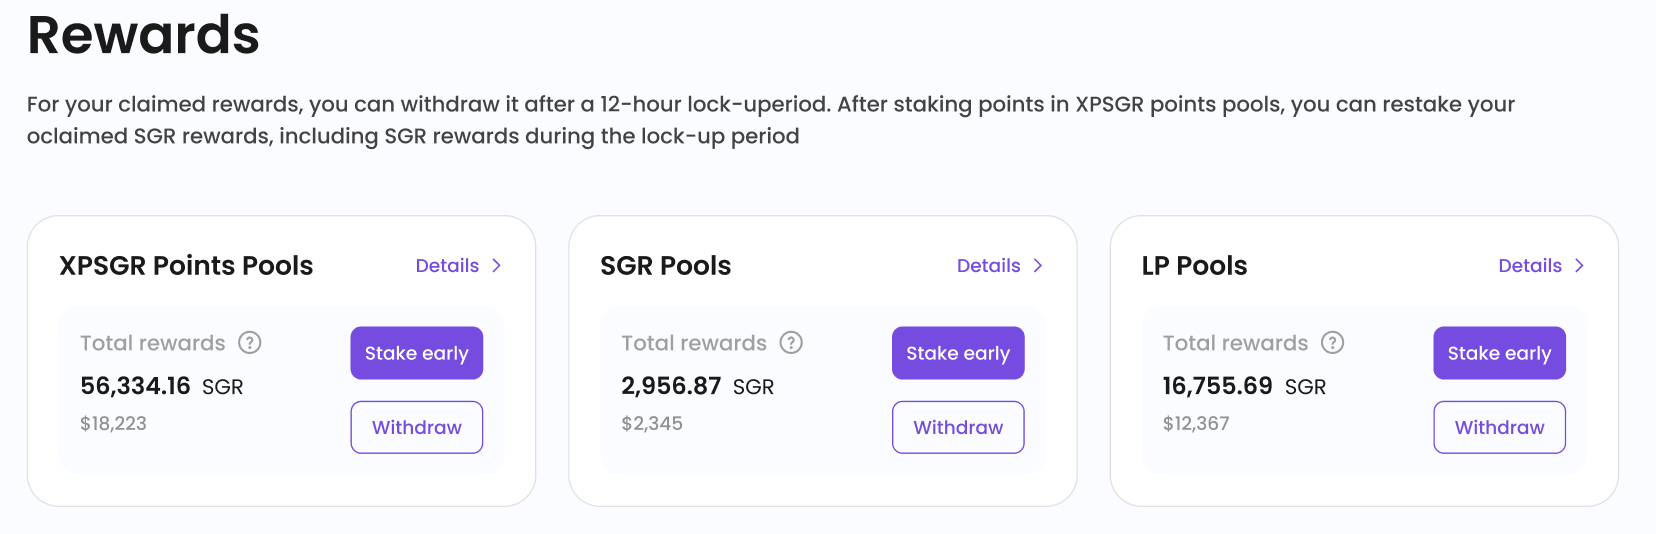 Rewards
For your claimed rewards, you can withdraw it after a 12-hour lock-uperiod. After staking points in XPSGR points pools, you can restake your
oclaimed SGR rewards, including SGR rewards during the lock-up period
XPSGR Points Pools
Details
Total rewards
56,334.16 SGR
$18,223
Stake early
Withdraw
SGR Pools
Details
Total rewards
2,956.87 SGR
$2,345
Stake early
Withdraw
LP Pools
Details
Total rewards
16,755.69 SGR
$12,367
Stake early
Withdraw